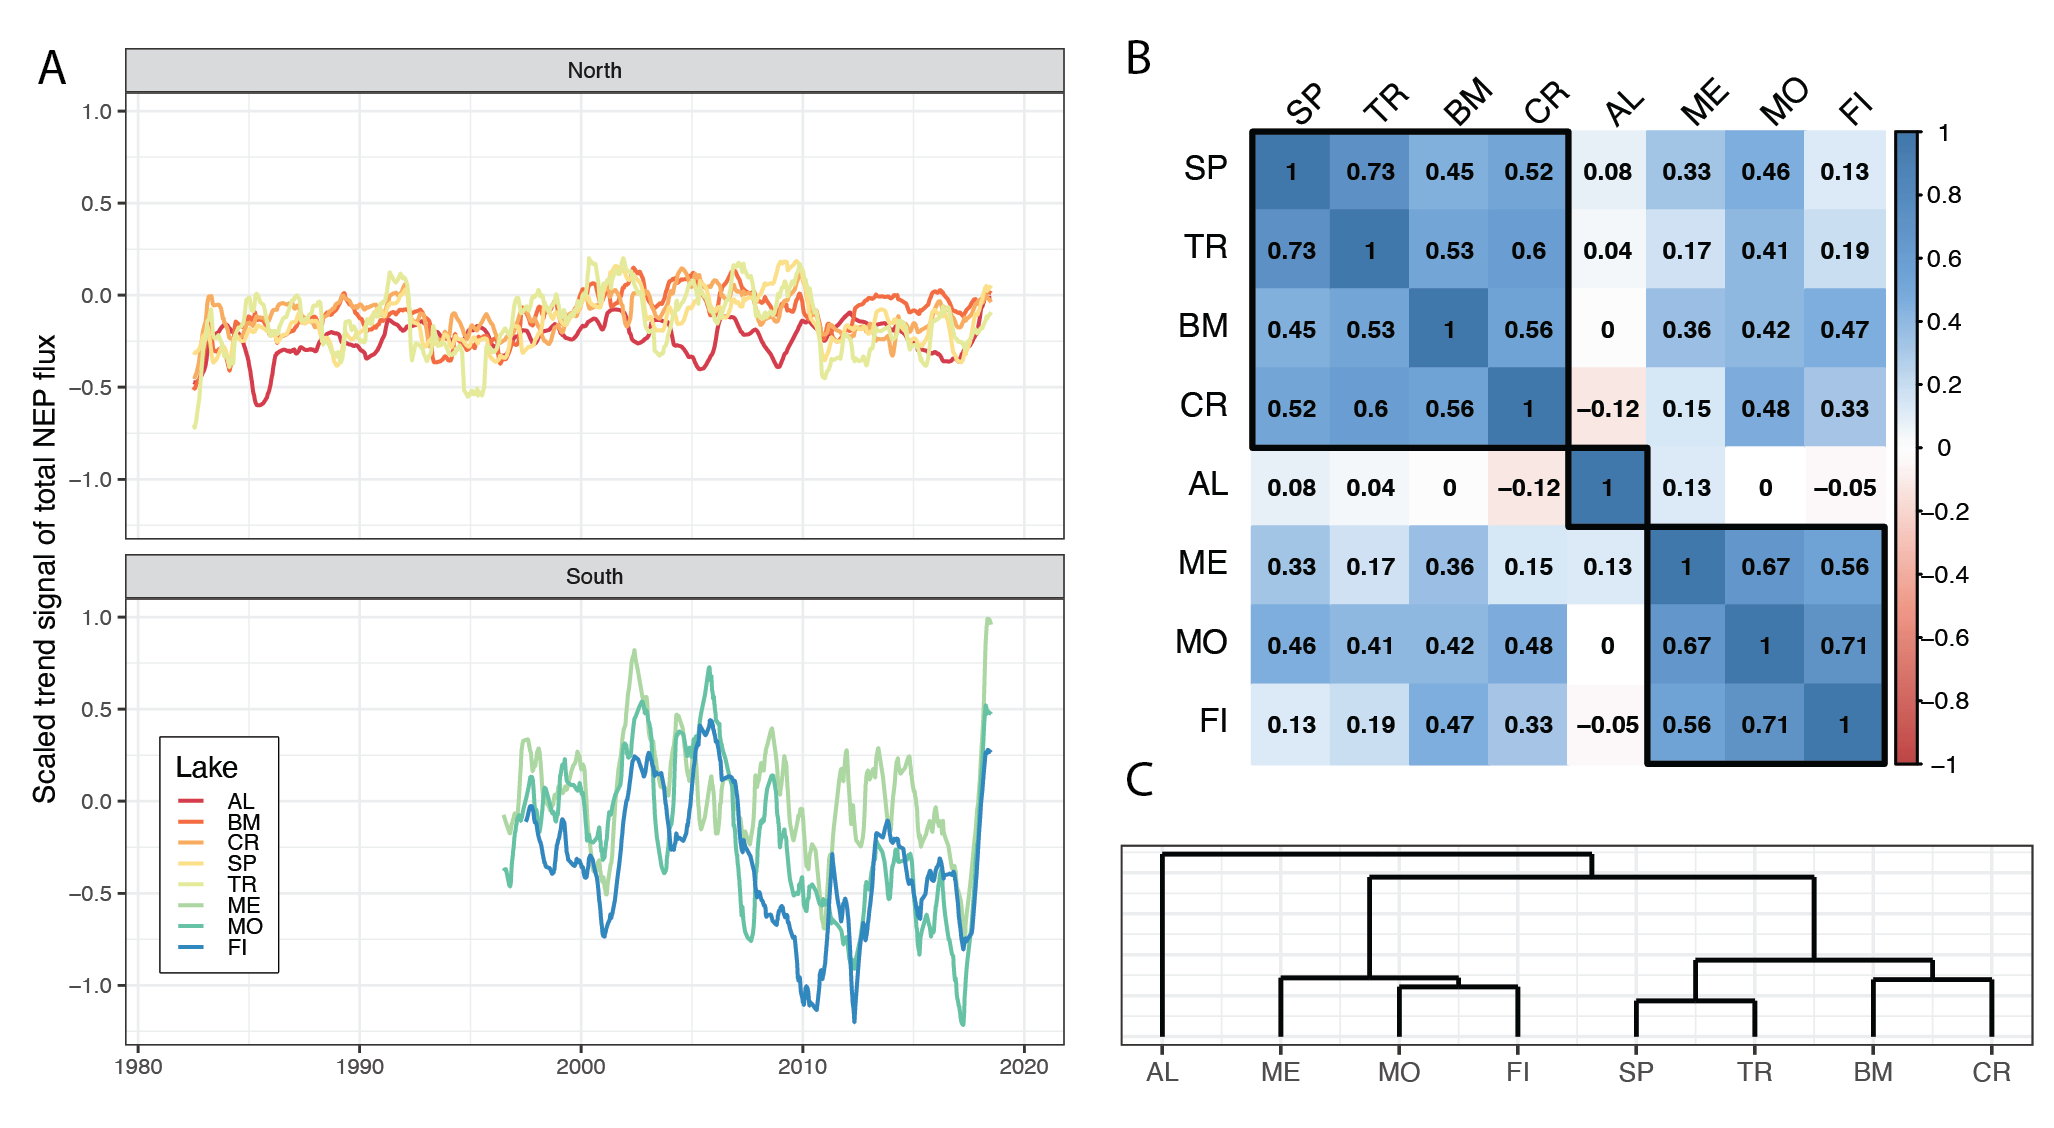 A
North
1.0
0.5
0.0
−0.5
−1.0
Scaled trend signal of total NEP flux
South
1.0
0.5
0.0
−0.5
−1.0
Lake
AL
BM
CR
SP
TR
ME
MO
FI
1980 1990 2000 2010 2020
B
SP TR BM CR AL ME MO FI
SP 1 0.73 0.45 0.52 0.08 0.33 0.46 0.13
TR 0.73 1 0.53 0.6 0.04 0.17 0.41 0.19
BM 0.45 0.53 1 0.56 0 0.36 0.42 0.47
CR 0.52 0.6 0.56 1 −0.12 0.15 0.48 0.33
AL 0.08 0.04 0 −0.12 1 0.13 0 −0.05
ME 0.33 0.17 0.36 0.15 0.13 1 0.67 0.56
MO 0.46 0.41 0.42 0.48 0 0.67 1 0.71
FI 0.13 0.19 0.47 0.33 −0.05 0.56 0.71 1
1
0.8
0.6
0.4
0.2
0
−0.2
−0.4
−0.6
−0.8
−1
C
AL ME MO FI SP TR BM CR